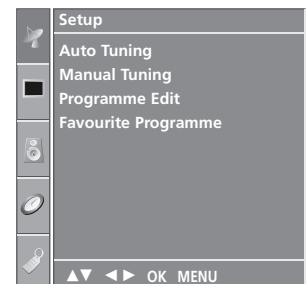 Setup
Auto Tuning
Manual Tuning
Programme Edit
Favourite Programme
▲▼ ◄► OK MENU